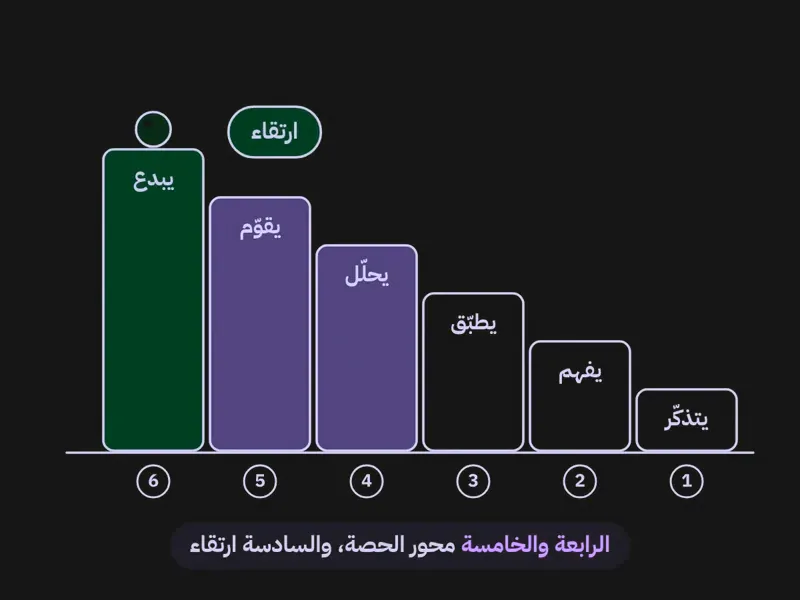 ارتقاء
يتذكّر
يفهم
يطبّق
يحلّل
يقوّم
يبدع
1
2
3
4
5
6
الرابعة والخامسة محور الحصة، والسادسة ارتقاء